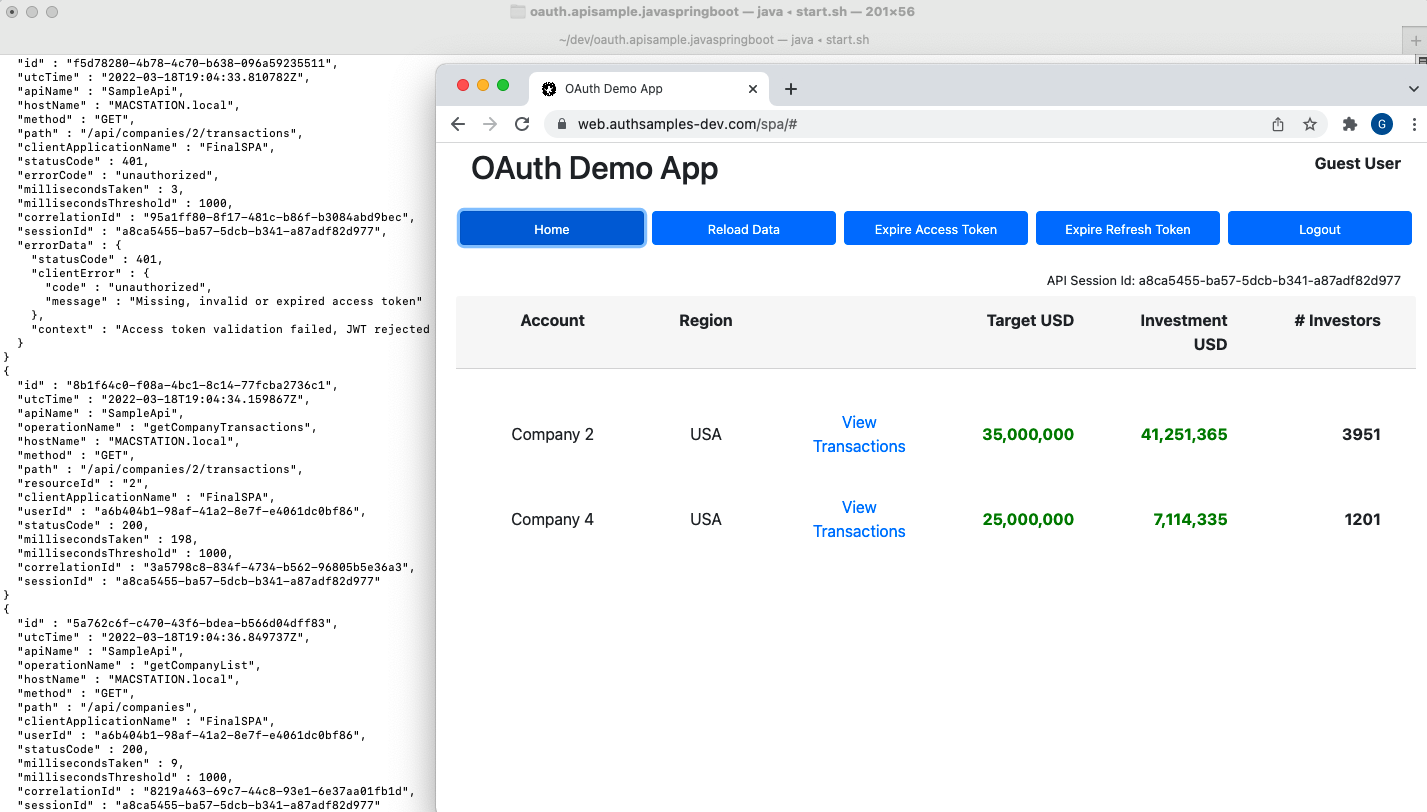 oauth.apisample.javaspringboot — java ◂ start.sh — 201×56
~/dev/oauth.apisample.javaspringboot — java ◂ start.sh
"id" : "f5d78280-4b78-4c70-b638-096a59235511",
"utcTime" : "2022-03-18T19:04:33.810782Z",
"apiName" : "SampleApi",
"hostName" : "MACSTATION.local",
"method" : "GET",
"path" : "/api/companies/2/transactions",
"clientApplicationName" : "FinalSPA",
"statusCode" : 401,
"errorCode" : "unauthorized",
"millisecondsTaken" : 3,
"millisecondsThreshold" : 1000,
"correlationId" : "95a1ff80-8f17-481c-b86f-b3084abd9bec",
"sessionId" : "a8ca5455-ba57-5dcb-b341-a87adf82d977",
"errorData" : {
"statusCode" : 401,
"clientError" : {
"code" : "unauthorized",
"message" : "Missing, invalid or expired access token"
},
"context" : "Access token validation failed, JWT rejected
}
}
{
"id" : "8b1f64c0-f08a-4bc1-8c14-77fcba2736c1",
"utcTime" : "2022-03-18T19:04:34.159867Z",
"apiName" : "SampleApi",
"operationName" : "getCompanyTransactions",
"hostName" : "MACSTATION.local",
"method" : "GET",
"path" : "/api/companies/2/transactions",
"resourceId" : "2",
"clientApplicationName" : "FinalSPA",
"userId" : "a6b404b1-98af-41a2-8e7f-e4061dc0bf86",
"statusCode" : 200,
"millisecondsTaken" : 198,
"millisecondsThreshold" : 1000,
"correlationId" : "3a5798c8-834f-4734-b562-96805b5e36a3",
"sessionId" : "a8ca5455-ba57-5dcb-b341-a87adf82d977"
}
{
"id" : "5a762c6f-c470-43f6-bdea-b566d04dff83",
"utcTime" : "2022-03-18T19:04:36.849737Z",
"apiName" : "SampleApi",
"operationName" : "getCompanyList",
"hostName" : "MACSTATION.local",
"method" : "GET",
"path" : "/api/companies",
"clientApplicationName" : "FinalSPA",
"userId" : "a6b404b1-98af-41a2-8e7f-e4061dc0bf86",
"statusCode" : 200,
"millisecondsTaken" : 9,
"millisecondsThreshold" : 1000,
"correlationId" : "8219a463-69c7-44c8-93e1-6e37aa01fb1d",
"sessionId" : "a8ca5455-ba57-5dcb-b341-a87adf82d977"
OAuth Demo App
web.authsamples-dev.com/spa/#
G
OAuth Demo App
Guest User
Home Reload Data Expire Access Token Expire Refresh Token Logout
API Session Id: a8ca5455-ba57-5dcb-b341-a87adf82d977
Account Region Target USD Investment USD # Investors
Company 2 USA View Transactions 35,000,000 41,251,365 3951
Company 4 USA View Transactions 25,000,000 7,114,335 1201